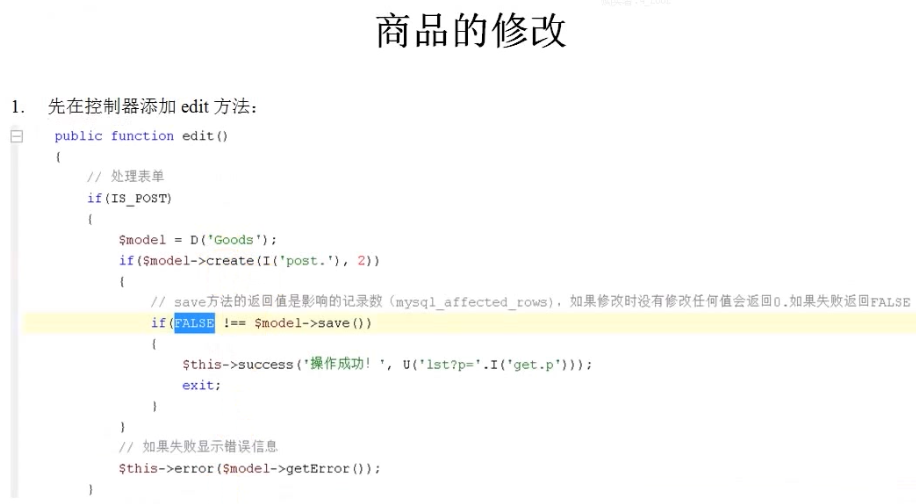 商品的修改
1. 先在控制器添加 edit 方法：
public function edit()
{
// 处理表单
if(IS_POST)
{
$model = D('Goods');
if($model->create(I('post.'), 2))
{
// save方法的返回值是影响的记录数（mysql_affected_rows），如果修改时没有修改任何值会返回0.如果失败返回FALSE
if(FALSE !== $model->save())
{
$this->success('操作成功！', U('lst?p='.I('get.p')));
exit;
}
}
// 如果失败显示错误信息
$this->error($model->getError());
}